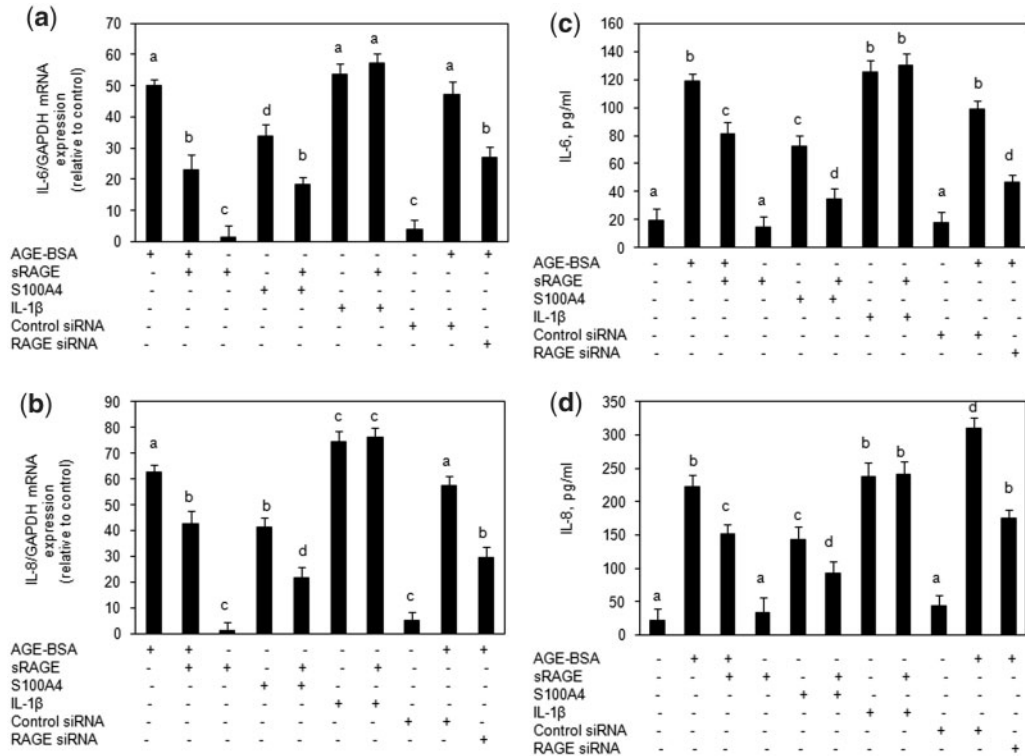 (a)
IL-6/GAPDH mRNA
expression
(relative to control)
70
60
50
40
30
20
10
0
a b c d b a a c a b
AGE-BSA + + - - - - - - + +
sRAGE - + + - + - + - - -
S100A4 - - - + + - - - - -
IL-1β - - - - - + + - - -
Control siRNA - - - - - - - + + -
RAGE siRNA - - - - - - - - - +
(b)
IL-8/GAPDH mRNA
expression
(relative to control)
90
80
70
60
50
40
30
20
10
0
a b c b d c c c a b
AGE-BSA + + - - - - - - + +
sRAGE - + + - + - + - - -
S100A4 - - - + + - - - - -
IL-1β - - - - - + + - - -
Control siRNA - - - - - - - + + -
RAGE siRNA - - - - - - - - - +
(c)
IL-6, pg/ml
160
140
120
100
80
60
40
20
0
a b c a c d b b a b d
AGE-BSA - + + - - - - - - + +
sRAGE - - + + - + - + - - -
S100A4 - - - - + + - - - - -
IL-1β - - - - - - + + - - -
Control siRNA - - - - - - - - + + -
RAGE siRNA - - - - - - - - - - +
(d)
IL-8, pg/ml
350
300
250
200
150
100
50
0
a b c a c d b b a d b
AGE-BSA - + + - - - - - - + +
sRAGE - - + + - + - + - - -
S100A4 - - - - + + - - - - -
IL-1β - - - - - - + + - - -
Control siRNA - - - - - - - - + + -
RAGE siRNA - - - - - - - - - - +